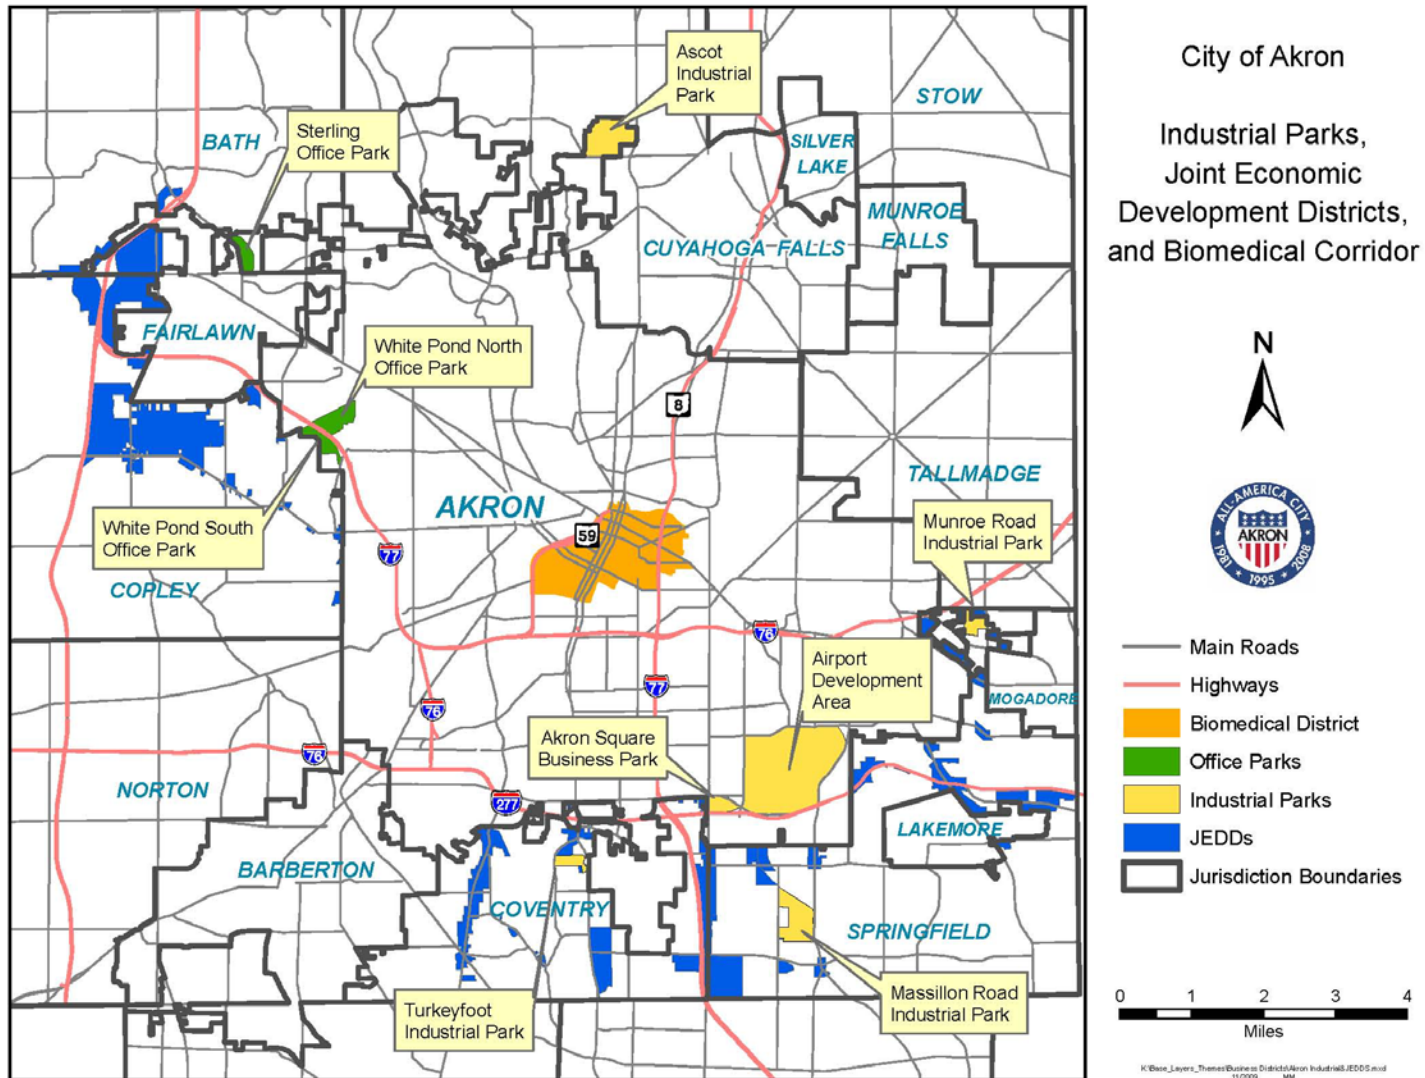 City of Akron
Industrial Parks,
Joint Economic
Development Districts,
and Biomedical Corridor
N
ALL-AMERICA CITY
AKRON
1981 ★ 1995 ★ 2008
Main Roads
Highways
Biomedical District
Office Parks
Industrial Parks
JEDDs
Jurisdiction Boundaries
0 1 2 3 4
Miles
11/2009 MM
Ascot
Industrial
Park
STOW
BATH
Sterling
Office Park
SILVER
LAKE
MUNROE
FALLS
CUYAHOGA FALLS
FAIRLAWN
White Pond North
Office Park
8
TALLMADGE
AKRON
59
Munroe Road
Industrial Park
White Pond South
Office Park
77
COPLEY
76
Airport
Development
Area
77
MOGADORE
76
Akron Square
Business Park
76
NORTON
277
LAKEMORE
BARBERTON
COVENTRY
SPRINGFIELD
Turkeyfoot
Industrial Park
Massillon Road
Industrial Park